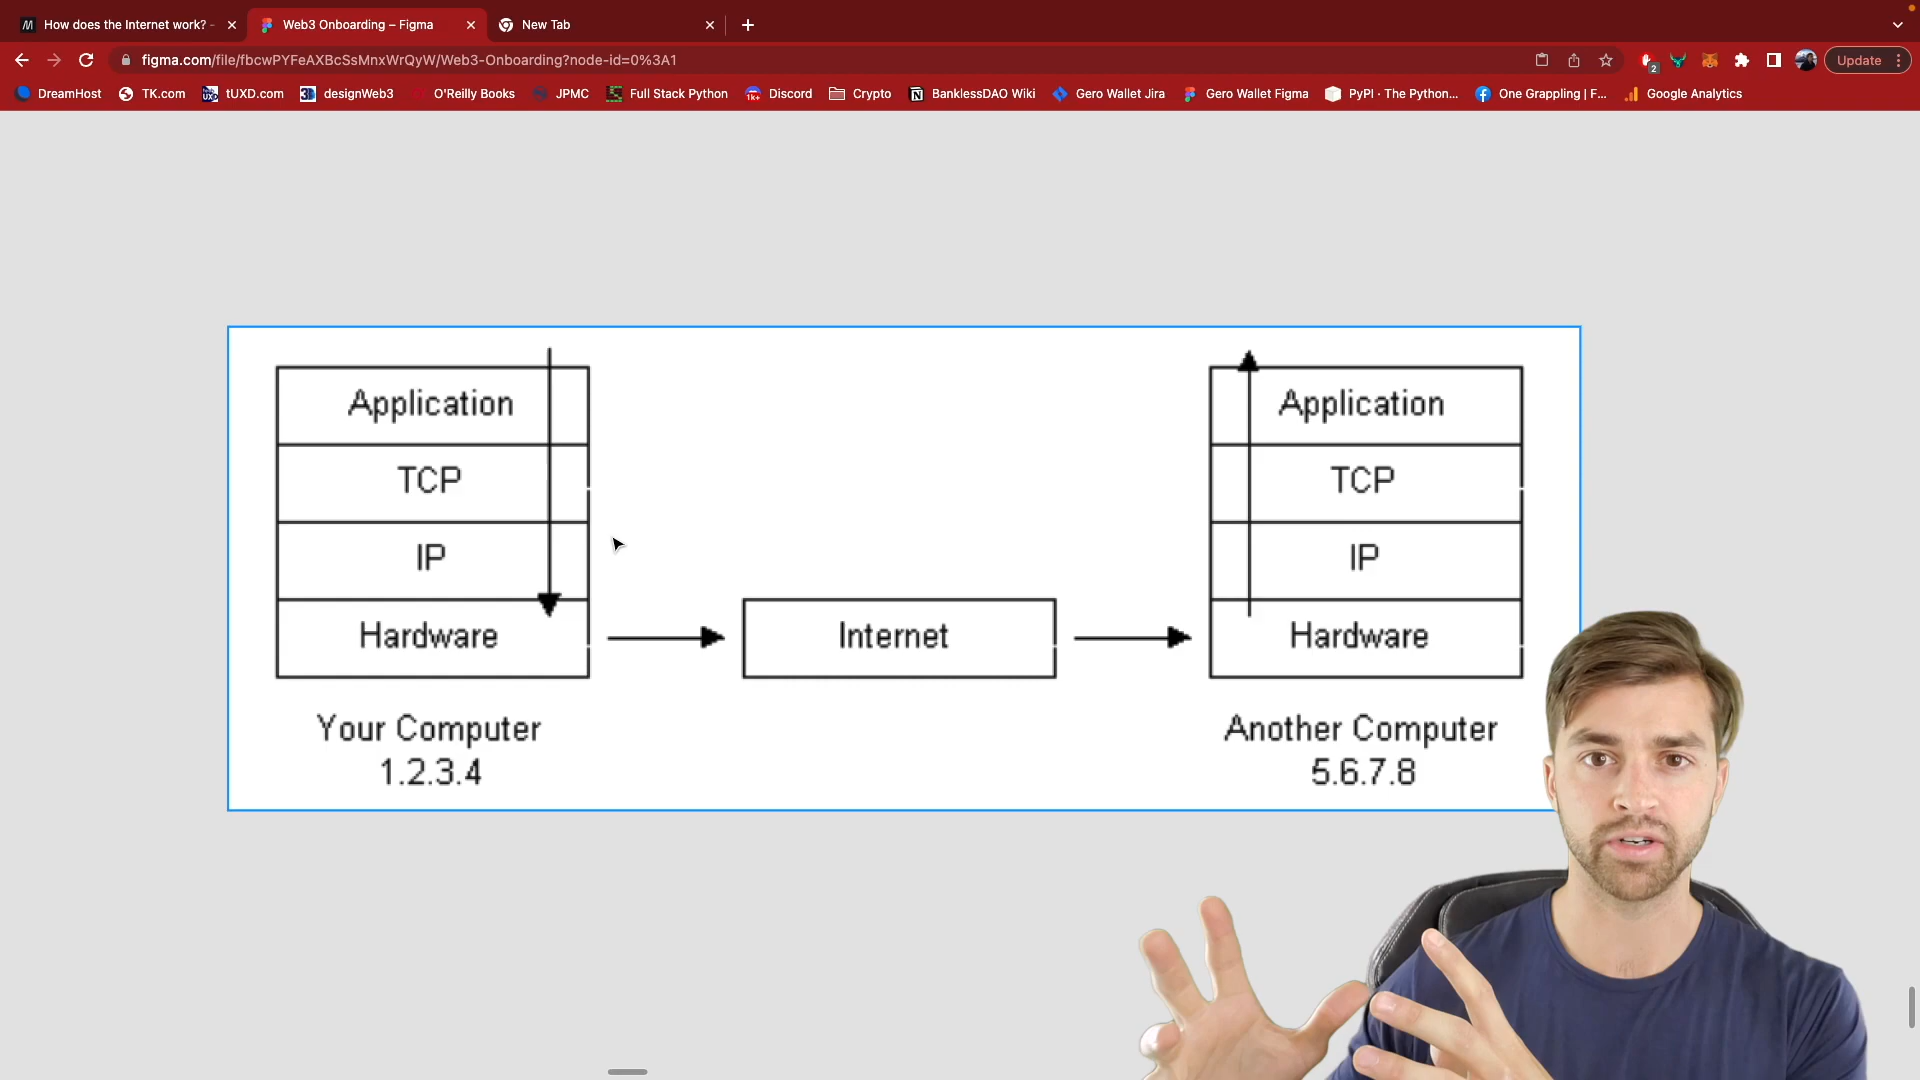 How does the Internet work? -
Web3 Onboarding – Figma
New Tab
figma.com/file/fbcwPYFeAXBcSsMnxWrQyW/Web3-Onboarding?node-id=0%3A1
2
Update
DreamHost
TK.com
tUXD.com
designWeb3
O'Reilly Books
JPMC
Full Stack Python
1K+
Discord
Crypto
BanklessDAO Wiki
Gero Wallet Jira
Gero Wallet Figma
PyPI · The Python...
One Grappling | F...
Google Analytics
Application
TCP
IP
Hardware
Your Computer
1.2.3.4
Internet
Application
TCP
IP
Hardware
Another Computer
5.6.7.8